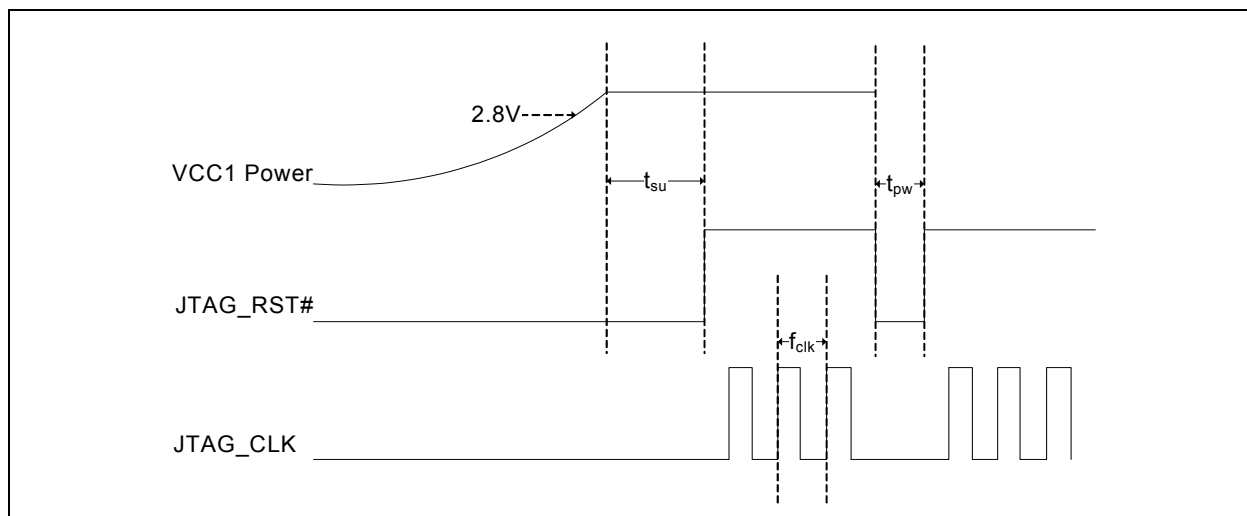 2.8V
VCC1 Power
tsu
tpw
JTAG_RST#
fclk
JTAG_CLK